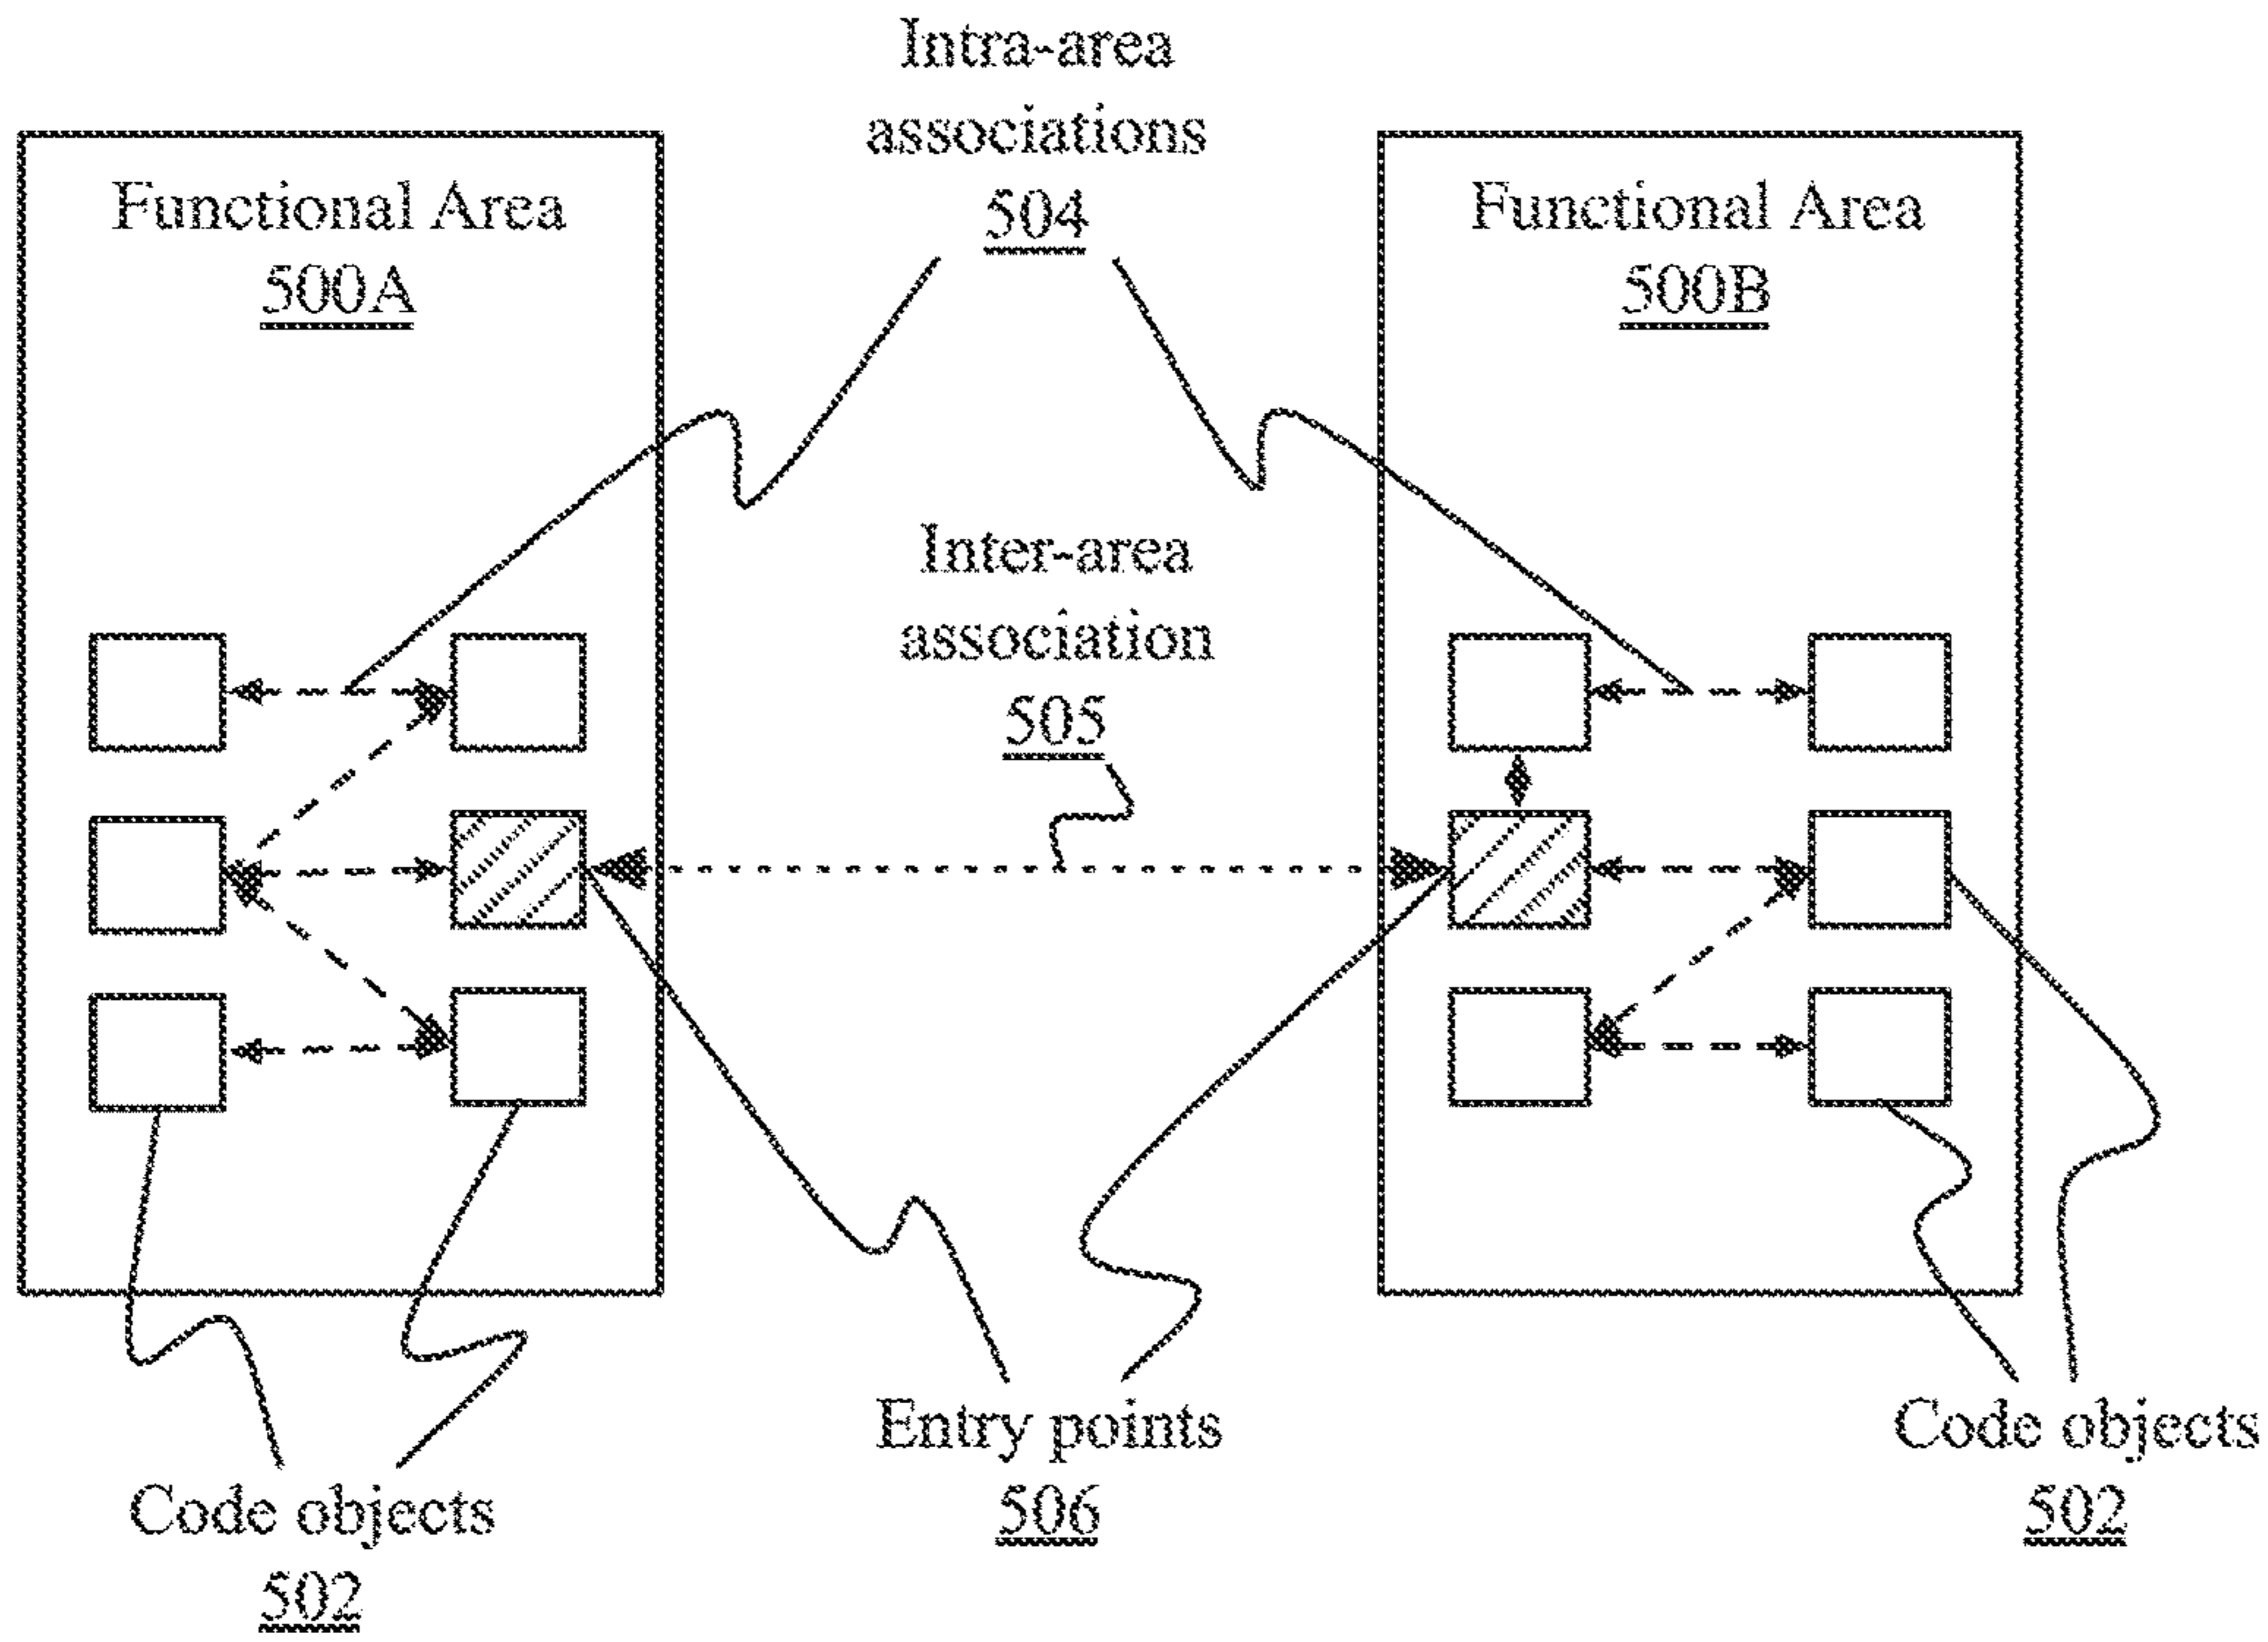 Intra-area
associations
504
Functional Area
500A
Functional Area
500B
Inter-area
association
505
Entry points
506
Code objects
502
Code objects
502